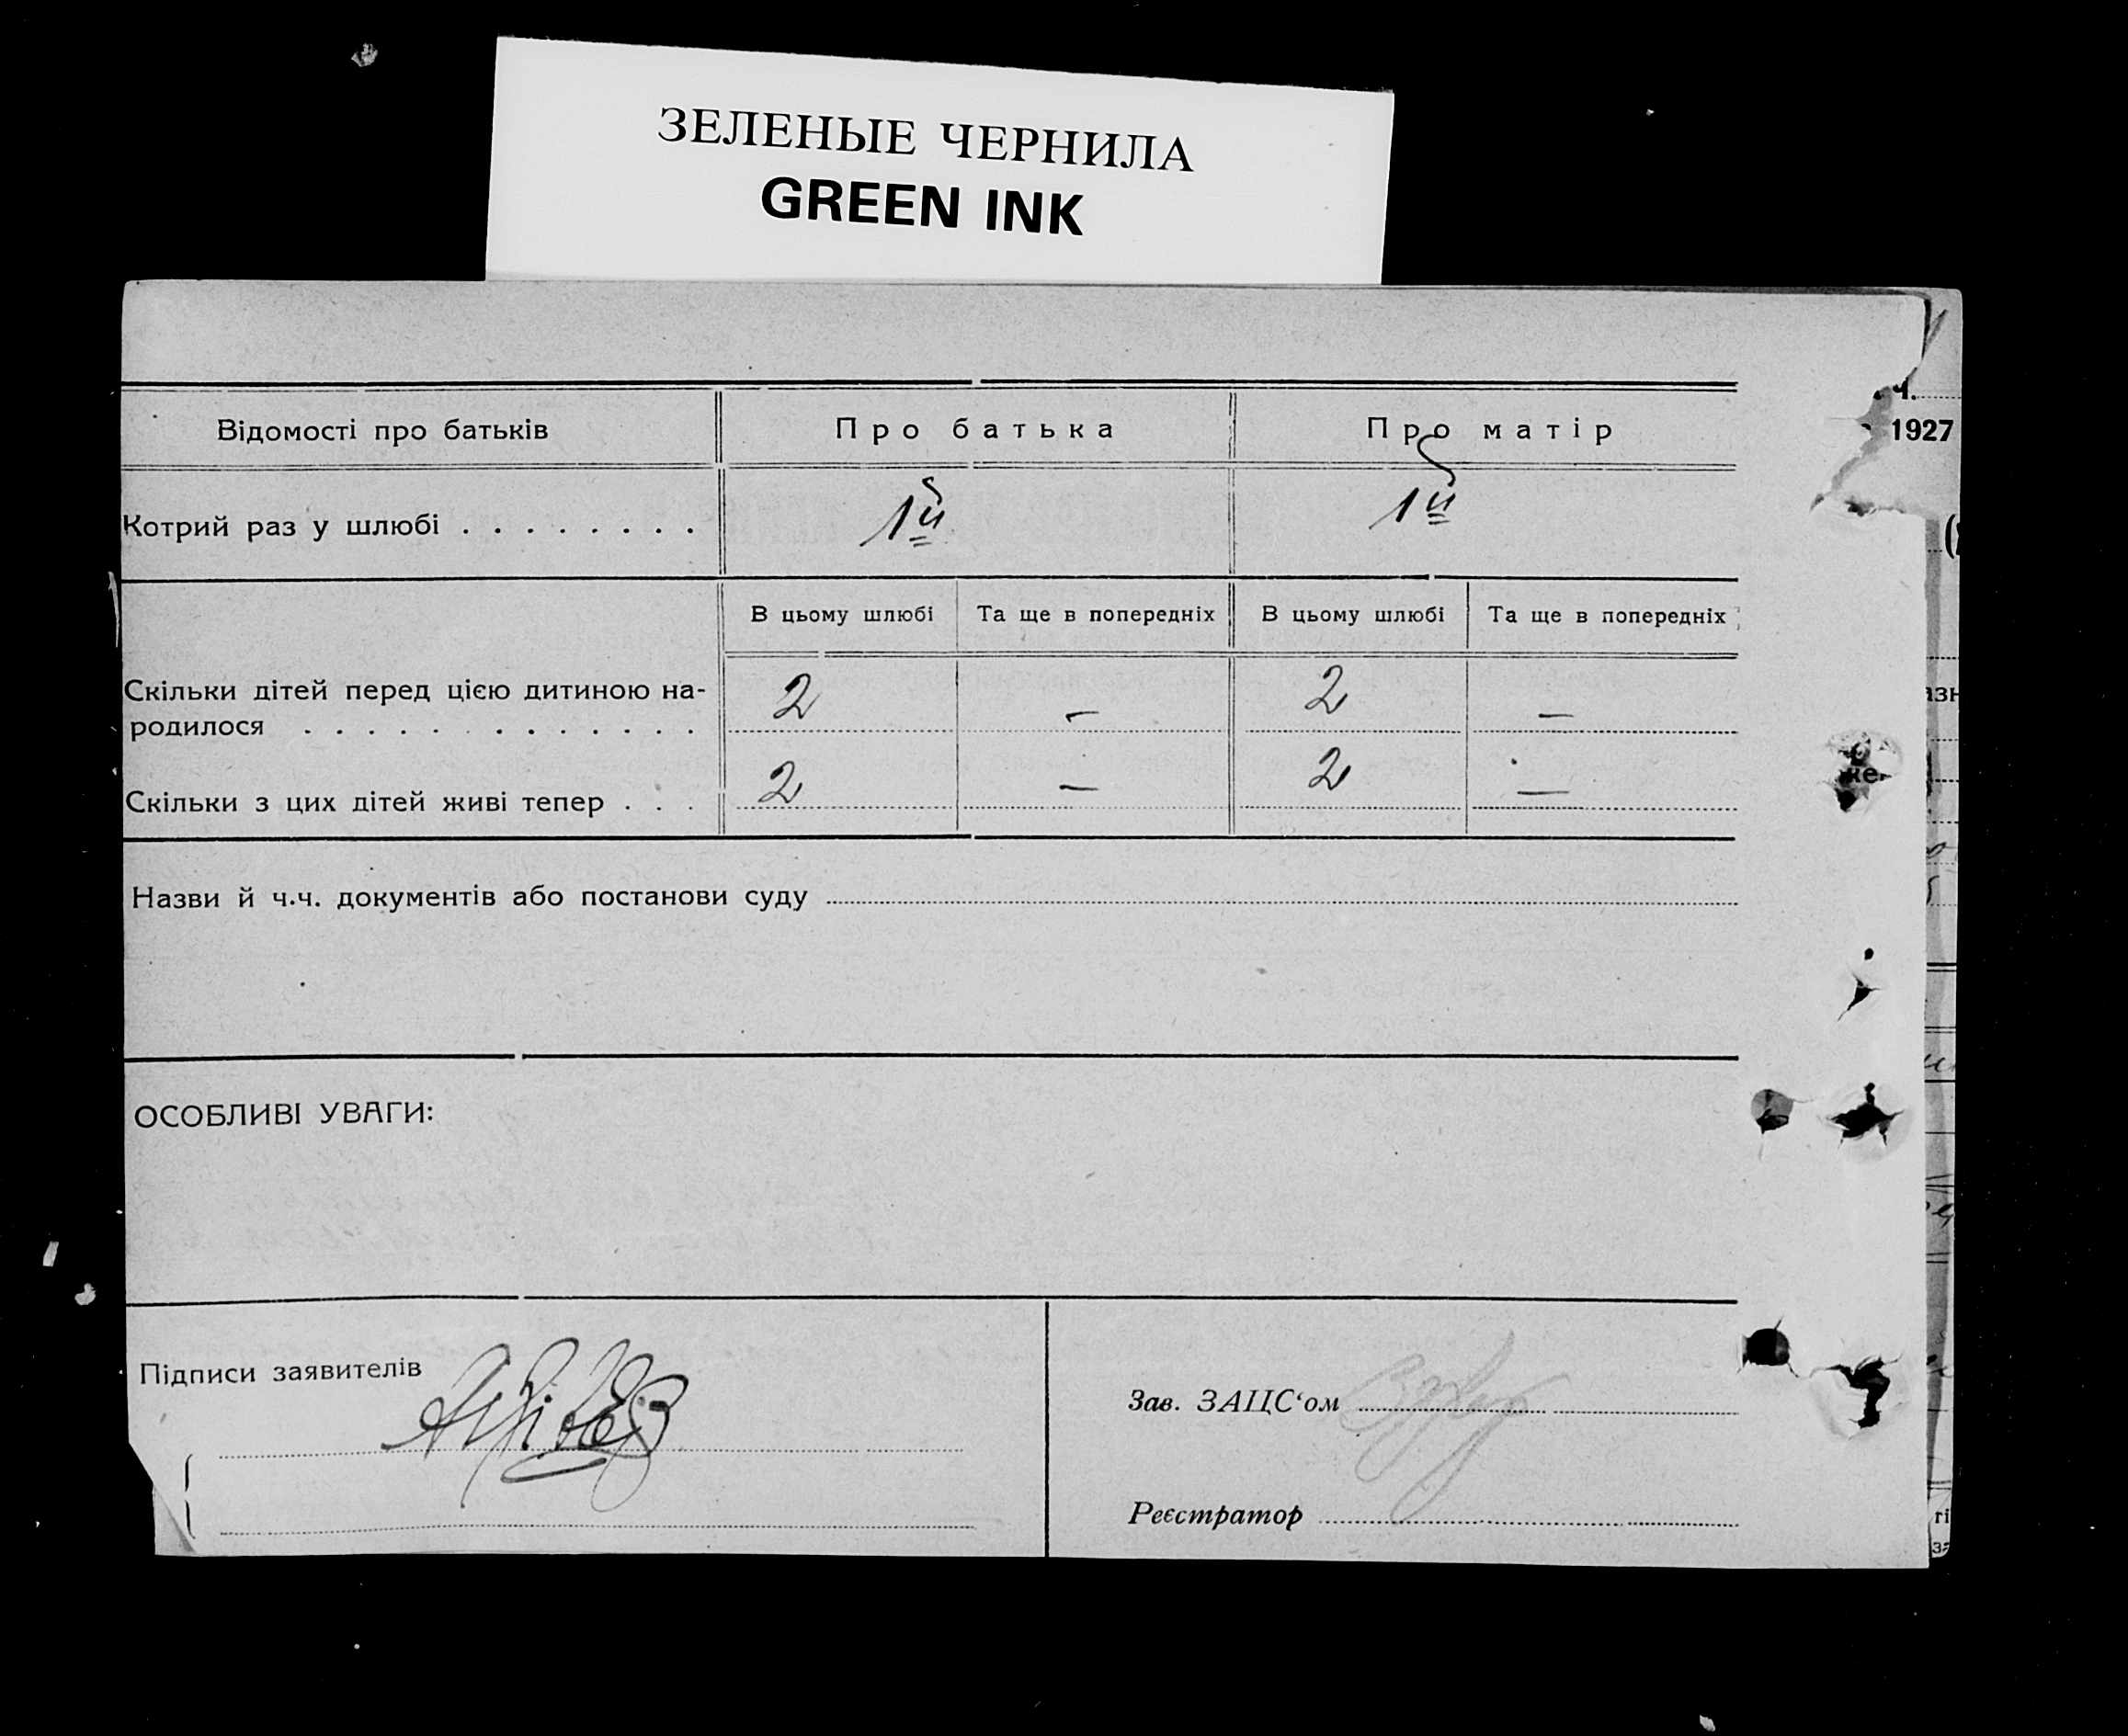 ЗЕЛЕНЫЕ ЧЕРНИЛА
GREEN INK
Відомості про батьків Про батька Про матір
1927
Котрий раз у шлюбі . . . . . . . . 1й 1й
В цьому шлюбі Та ще в попередніх В цьому шлюбі Та ще в попередніх
Скільки дітей перед цією дитиною на-
родилося . . . . . . . . . . . . . 2 — 2 —
Скільки з цих дітей живі тепер . . . 2 — 2 —
Назви й ч.ч. документів або постанови суду
ОСОБЛИВІ УВАГИ:
Підписи заявителів
Зав. ЗАЦС‘ом
Реєстратор